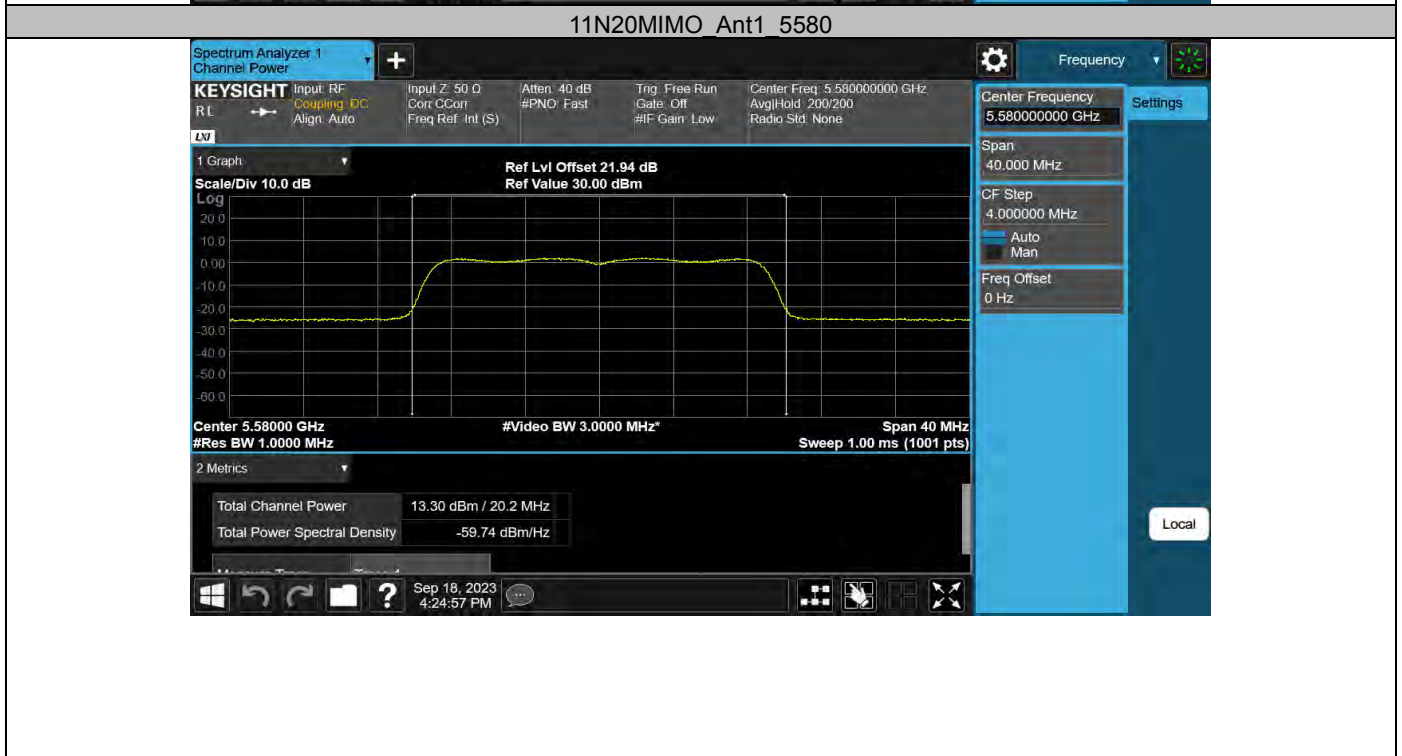 11N20MIMO_Ant1_5580
Spectrum Analyzer 1
Channel Power
+
Frequency
KEYSIGHT
RL
LXI
Input: RF
Coupling: DC
Align: Auto
Input Z: 50 Ω
Corr CCorr
Freq Ref: Int (S)
Atten: 40 dB
#PNO: Fast
Trig: Free Run
Gate: Off
#IF Gain: Low
Center Freq: 5.580000000 GHz
Avg|Hold: 200/200
Radio Std: None
Center Frequency
5.580000000 GHz
Settings
Span
40.000 MHz
CF Step
4.000000 MHz
Auto
Man
Freq Offset
0 Hz
Local
1 Graph
Ref Lvl Offset 21.94 dB
Scale/Div 10.0 dB
Ref Value 30.00 dBm
Log
20.0
10.0
0.00
-10.0
-20.0
-30.0
-40.0
-50.0
-60.0
Center 5.58000 GHz
#Video BW 3.0000 MHz*
Span 40 MHz
#Res BW 1.0000 MHz
Sweep 1.00 ms (1001 pts)
2 Metrics
Total Channel Power
13.30 dBm / 20.2 MHz
Total Power Spectral Density
-59.74 dBm/Hz
?
Sep 18, 2023
4:24:57 PM